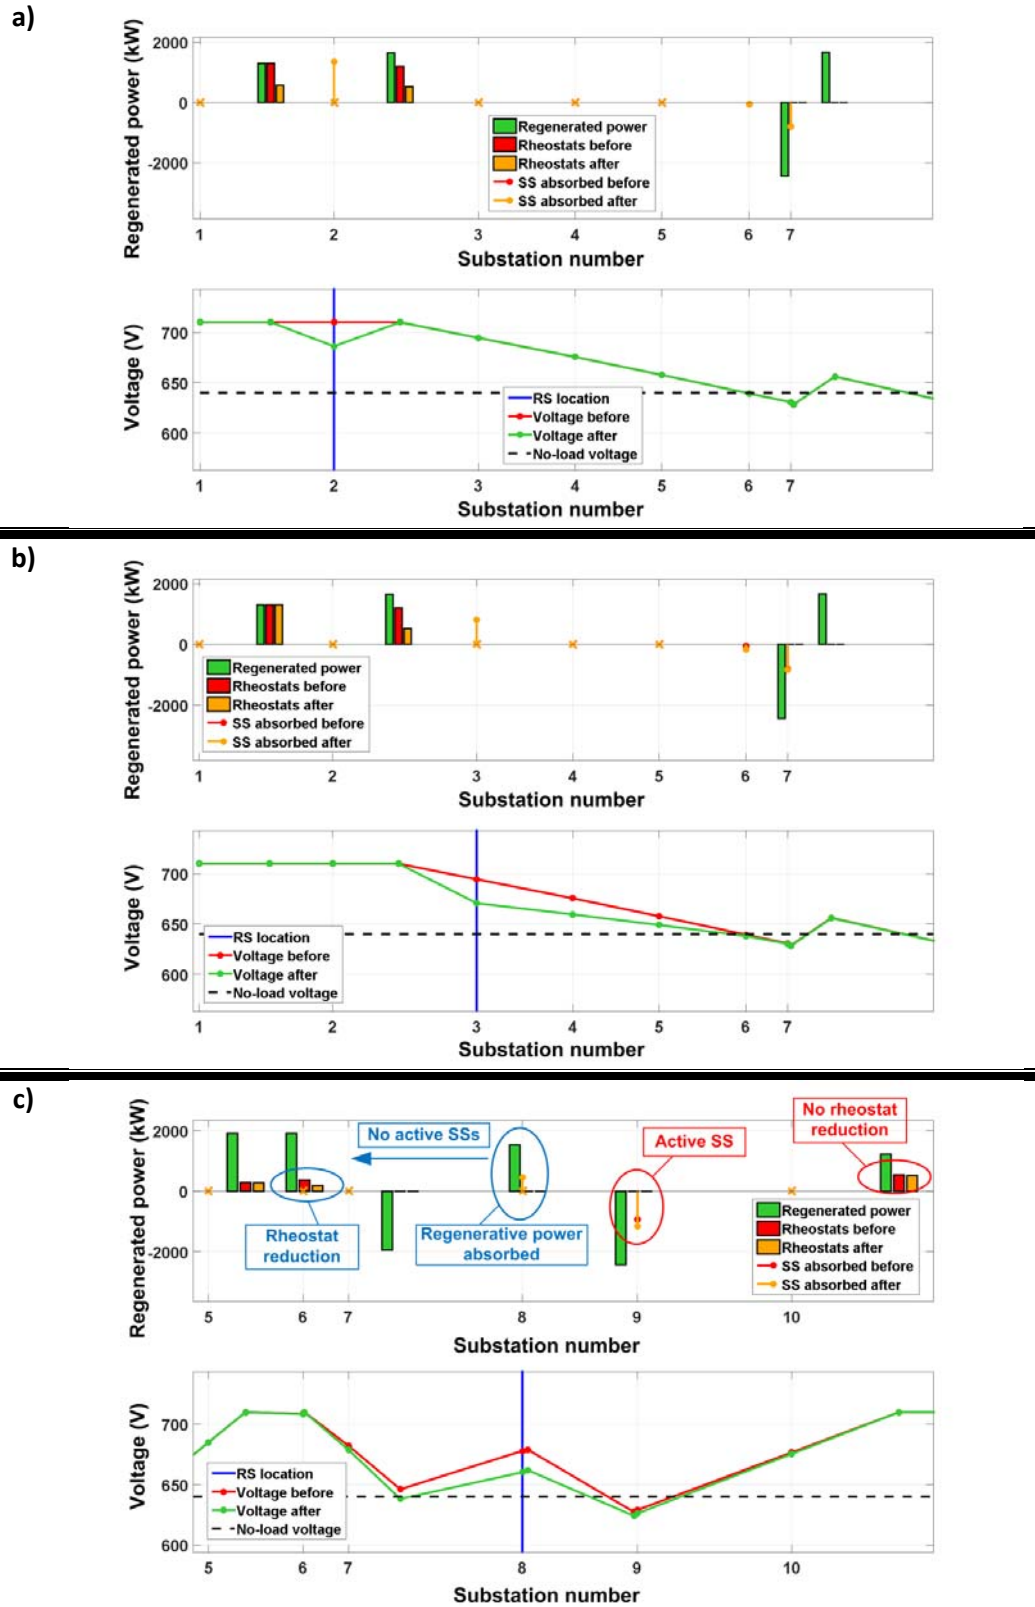 a)
Regenerated power (kW)
2000
0
-2000
Regenerated power
Rheostats before
Rheostats after
SS absorbed before
SS absorbed after
1 2 3 4 5 6 7
Substation number
Voltage (V)
700
650
600
RS location
Voltage before
Voltage after
No-load voltage
1 2 3 4 5 6 7
Substation number
b)
Regenerated power (kW)
2000
0
-2000
Regenerated power
Rheostats before
Rheostats after
SS absorbed before
SS absorbed after
1 2 3 4 5 6 7
Substation number
Voltage (V)
700
650
600
RS location
Voltage before
Voltage after
No-load voltage
1 2 3 4 5 6 7
Substation number
c)
Regenerated power (kW)
2000
0
-2000
No active SSs
Active SS
No rheostat
reduction
Rheostat
reduction
Regenerative power
absorbed
Regenerated power
Rheostats before
Rheostats after
SS absorbed before
SS absorbed after
5 6 7 8 9 10
Substation number
Voltage (V)
700
650
600
RS location
Voltage before
Voltage after
No-load voltage
5 6 7 8 9 10
Substation number